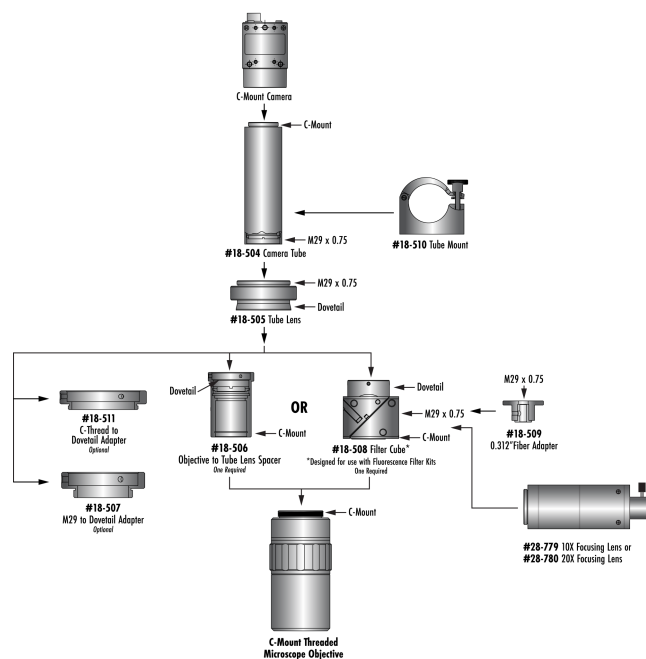 C-Mount Camera
C-Mount
M29 x 0.75
#18-504 Camera Tube
#18-510 Tube Mount
M29 x 0.75
Dovetail
#18-505 Tube Lens
#18-511
C-Thread to
Dovetail Adapter
Optional
#18-507
M29 to Dovetail Adapter
Optional
Dovetail
C-Mount
#18-506
Objective to Tube Lens Spacer
One Required
OR
Dovetail
M29 x 0.75
C-Mount
#18-508 Filter Cube*
*Designed for use with Fluorescence Filter Kits
One Required
M29 x 0.75
#18-509
0.312"Fiber Adapter
#28-779 10X Focusing Lens or
#28-780 20X Focusing Lens
C-Mount
C-Mount Threaded
Microscope Objective